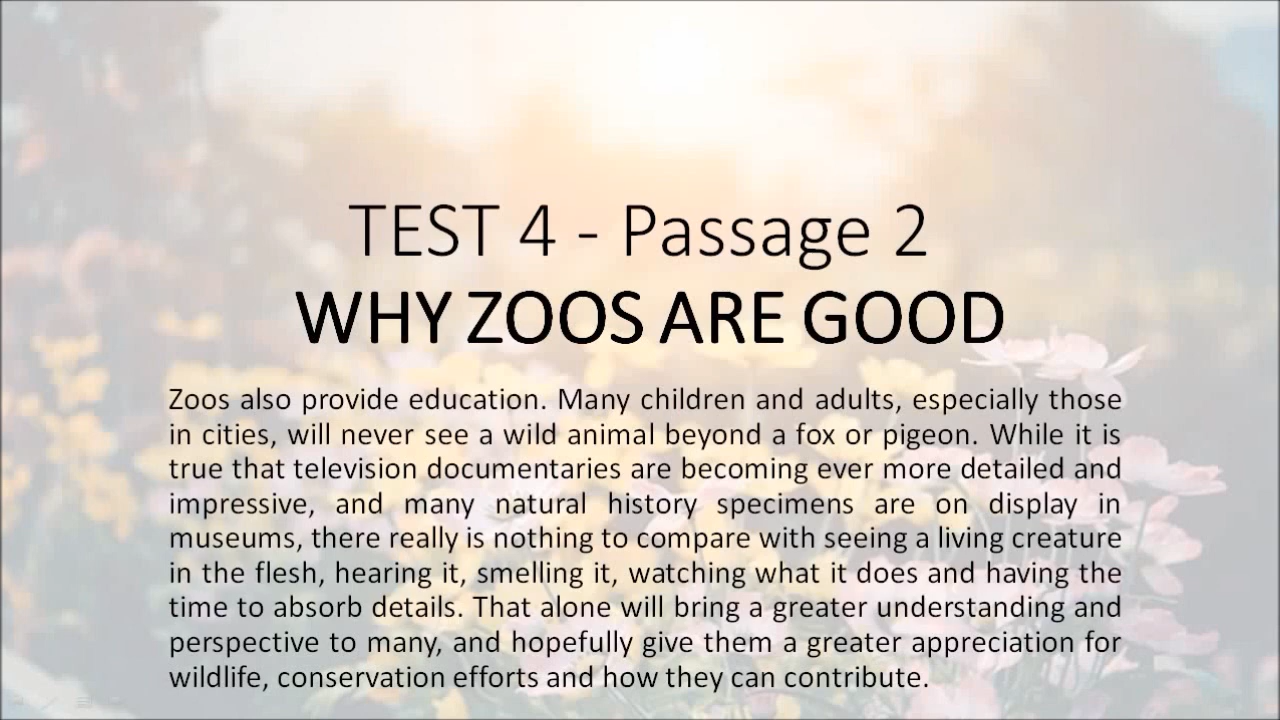 TEST 4 - Passage 2
WHY ZOOS ARE GOOD
Zoos also provide education. Many children and adults, especially those
in cities, will never see a wild animal beyond a fox or pigeon. While it is
true that television documentaries are becoming ever more detailed and
impressive, and many natural history specimens are on display in
museums, there really is nothing to compare with seeing a living creature
in the flesh, hearing it, smelling it, watching what it does and having the
time to absorb details. That alone will bring a greater understanding and
perspective to many, and hopefully give them a greater appreciation for
wildlife, conservation efforts and how they can contribute.